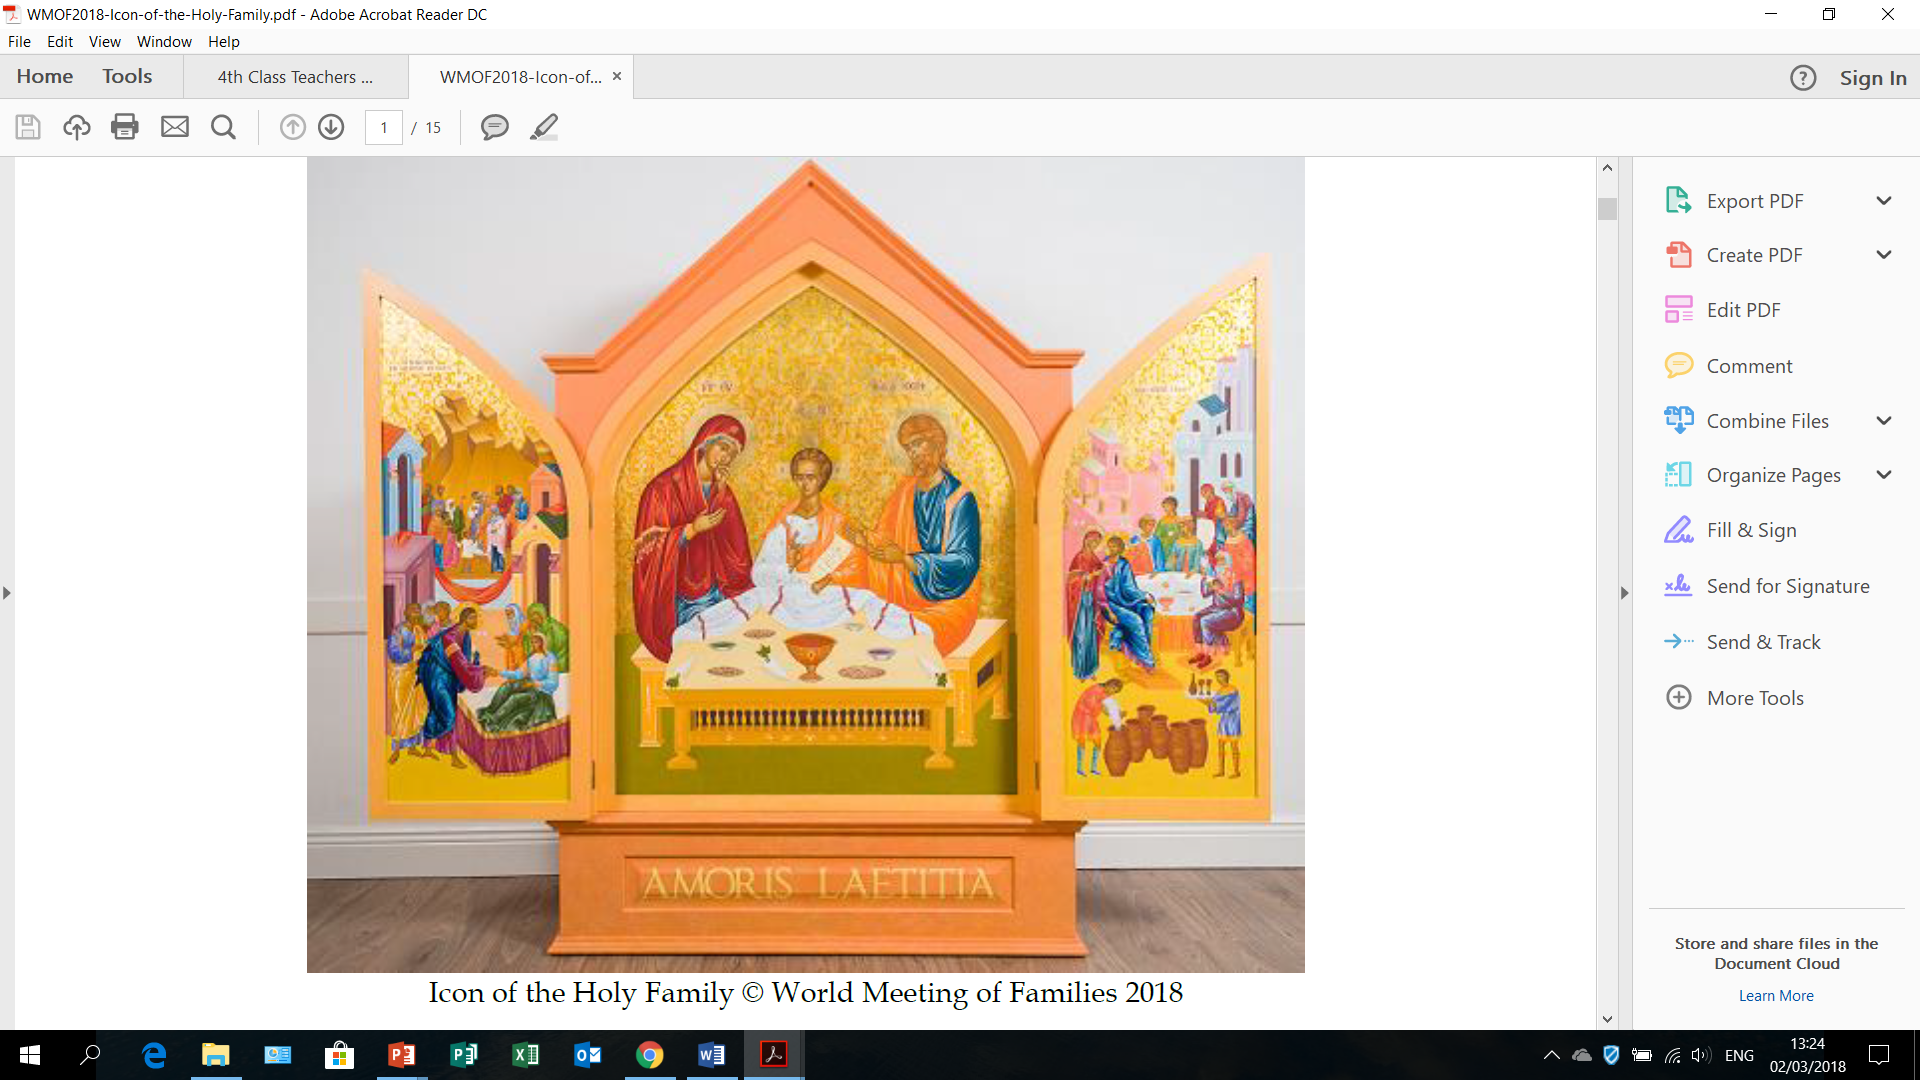 WMOF2018-Icon-of-the-Holy-Family.pdf - Adobe Acrobat Reader DC
File Edit View Window Help
Home Tools 4th Class Teachers ... WMOF2018-Icon-of... × ? Sign In
1 / 15
Export PDF
Create PDF
Edit PDF
Comment
Combine Files
Organize Pages
Fill & Sign
Send for Signature
Send & Track
More Tools
AMORIS LAETITIA
Icon of the Holy Family © World Meeting of Families 2018
Store and share files in the
Document Cloud
Learn More
ENG
13:24
02/03/2018